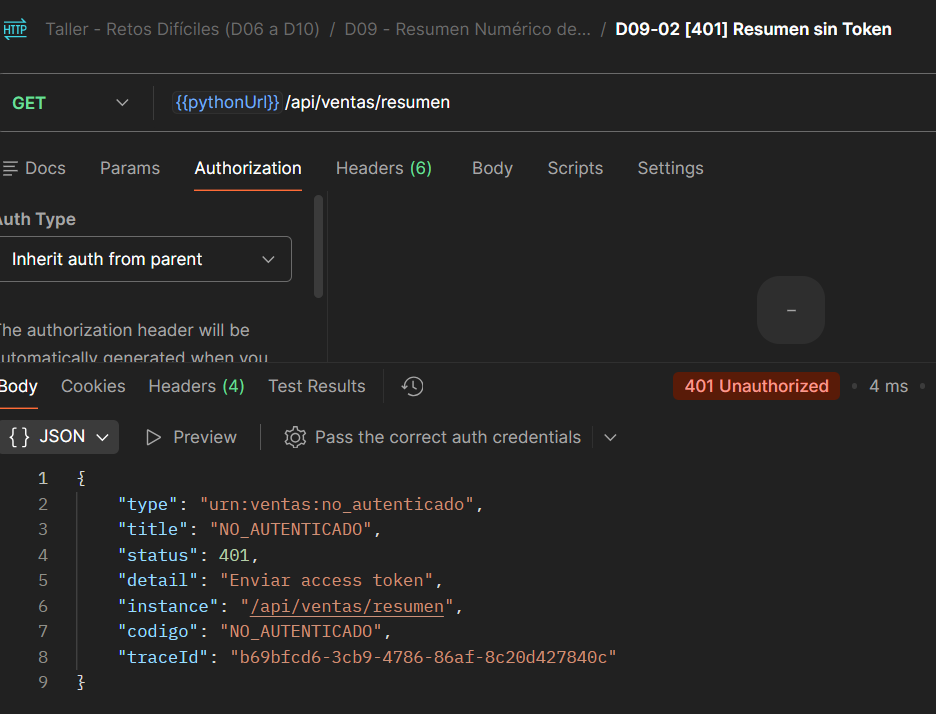 HTTP Taller - Retos Difíciles (D06 a D10) / D09 - Resumen Numérico de... / D09-02 [401] Resumen sin Token
GET {{pythonUrl}} /api/ventas/resumen
Docs Params Authorization Headers (6) Body Scripts Settings
Auth Type
Inherit auth from parent
The authorization header will be
automatically generated when you
Body Cookies Headers (4) Test Results 401 Unauthorized • 4 ms •
{} JSON Preview Pass the correct auth credentials
1 {
2 "type": "urn:ventas:no_autenticado",
3 "title": "NO_AUTENTICADO",
4 "status": 401,
5 "detail": "Enviar access token",
6 "instance": "/api/ventas/resumen",
7 "codigo": "NO_AUTENTICADO",
8 "traceId": "b69bfcd6-3cb9-4786-86af-8c20d427840c"
9 }